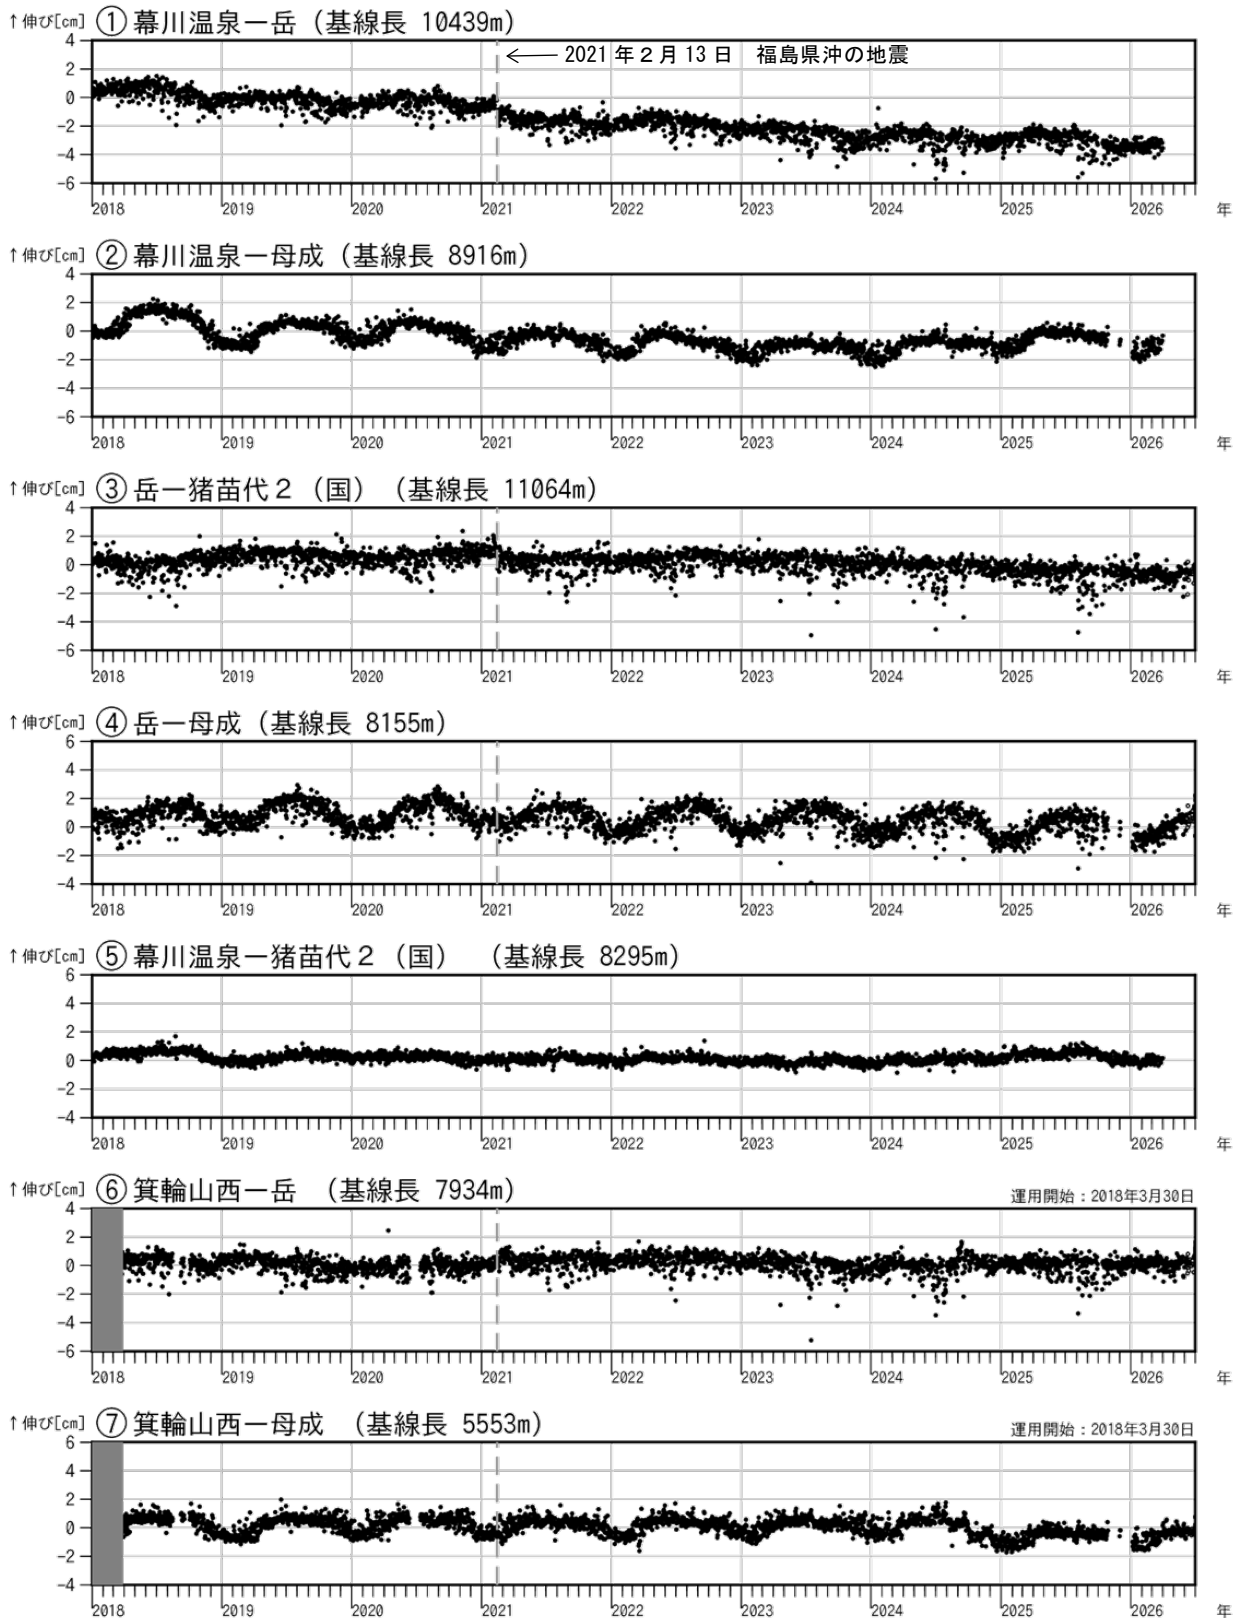 ↑伸び[cm] ①幕川温泉ー岳（基線長 10439m）
← 2021年2月13日 福島県沖の地震
4
2
0
-2
-4
-6
2018 2019 2020 2021 2022 2023 2024 2025 2026 年
↑伸び[cm] ②幕川温泉ー母成（基線長 8916m）
4
2
0
-2
-4
-6
2018 2019 2020 2021 2022 2023 2024 2025 2026 年
↑伸び[cm] ③岳ー猪苗代２（国）（基線長 11064m）
4
2
0
-2
-4
-6
2018 2019 2020 2021 2022 2023 2024 2025 2026 年
↑伸び[cm] ④岳ー母成（基線長 8155m）
6
4
2
0
-2
-4
2018 2019 2020 2021 2022 2023 2024 2025 2026 年
↑伸び[cm] ⑤幕川温泉ー猪苗代２（国） （基線長 8295m）
6
4
2
0
-2
-4
2018 2019 2020 2021 2022 2023 2024 2025 2026 年
↑伸び[cm] ⑥箕輪山西ー岳 （基線長 7934m） 運用開始：2018年3月30日
4
2
0
-2
-4
-6
2018 2019 2020 2021 2022 2023 2024 2025 2026 年
↑伸び[cm] ⑦箕輪山西ー母成 （基線長 5553m） 運用開始：2018年3月30日
6
4
2
0
-2
-4
2018 2019 2020 2021 2022 2023 2024 2025 2026 年